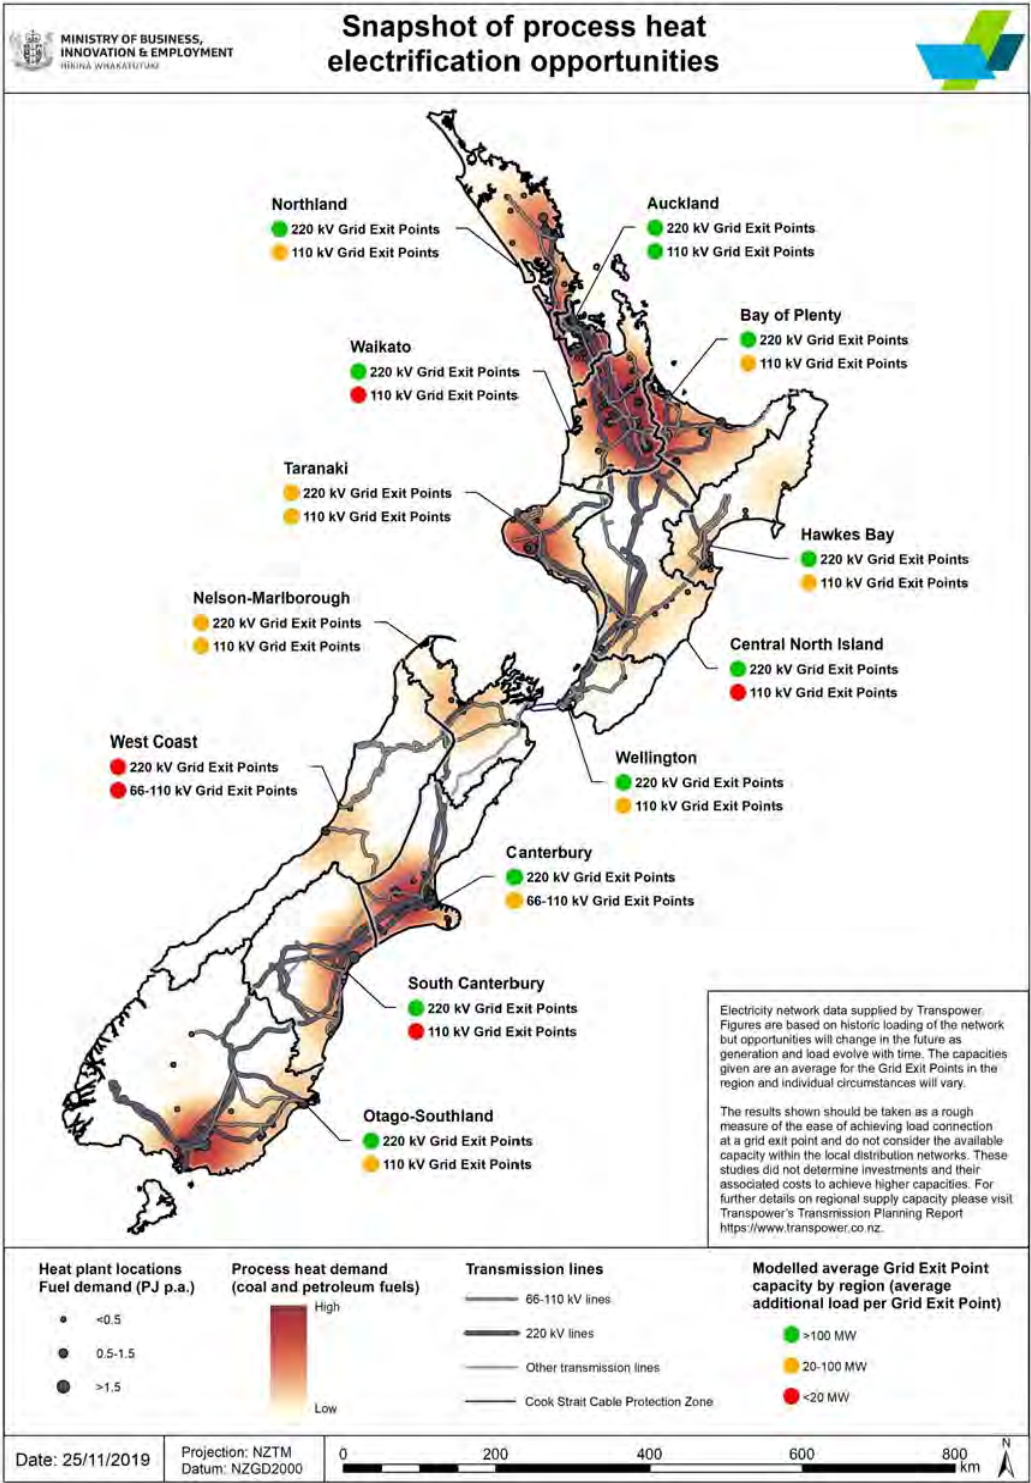 MINISTRY OF BUSINESS,
INNOVATION & EMPLOYMENT
HĪKINA WHAKATUTUKI
Snapshot of process heat
electrification opportunities
Northland
220 kV Grid Exit Points
110 kV Grid Exit Points
Auckland
220 kV Grid Exit Points
110 kV Grid Exit Points
Bay of Plenty
220 kV Grid Exit Points
110 kV Grid Exit Points
Waikato
220 kV Grid Exit Points
110 kV Grid Exit Points
Taranaki
220 kV Grid Exit Points
110 kV Grid Exit Points
Hawkes Bay
220 kV Grid Exit Points
110 kV Grid Exit Points
Nelson-Marlborough
220 kV Grid Exit Points
110 kV Grid Exit Points
Central North Island
220 kV Grid Exit Points
110 kV Grid Exit Points
West Coast
220 kV Grid Exit Points
66-110 kV Grid Exit Points
Wellington
220 kV Grid Exit Points
110 kV Grid Exit Points
Canterbury
220 kV Grid Exit Points
66-110 kV Grid Exit Points
South Canterbury
220 kV Grid Exit Points
110 kV Grid Exit Points
Otago-Southland
220 kV Grid Exit Points
110 kV Grid Exit Points
Electricity network data supplied by Transpower.
Figures are based on historic loading of the network
but opportunities will change in the future as
generation and load evolve with time. The capacities
given are an average for the Grid Exit Points in the
region and individual circumstances will vary.
The results shown should be taken as a rough
measure of the ease of achieving load connection
at a grid exit point and do not consider the available
capacity within the local distribution networks. These
studies did not determine investments and their
associated costs to achieve higher capacities. For
further details on regional supply capacity please visit
Transpower's Transmission Planning Report
https://www.transpower.co.nz.
Heat plant locations
Fuel demand (PJ p.a.)
<0.5
0.5-1.5
>1.5
Process heat demand
(coal and petroleum fuels)
High
Low
Transmission lines
66-110 kV lines
220 kV lines
Other transmission lines
Cook Strait Cable Protection Zone
Modelled average Grid Exit Point
capacity by region (average
additional load per Grid Exit Point)
>100 MW
20-100 MW
<20 MW
Date: 25/11/2019
Projection: NZTM
Datum: NZGD2000
0 200 400 600 800
km
N